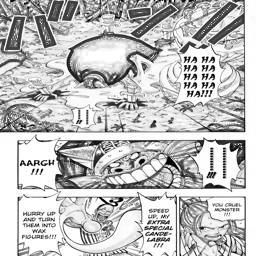 HA HA
HA HA
HA HA
HA HA
HA!!!
AARGH
!!!
YOU CRUEL
MONSTER!!!
SPEED UP, MY
EXTRA
SPECIAL
CANDE-
LABRA!!!
HURRY UP
AND TURN
THEM INTO
WAX
FIGURES!!!